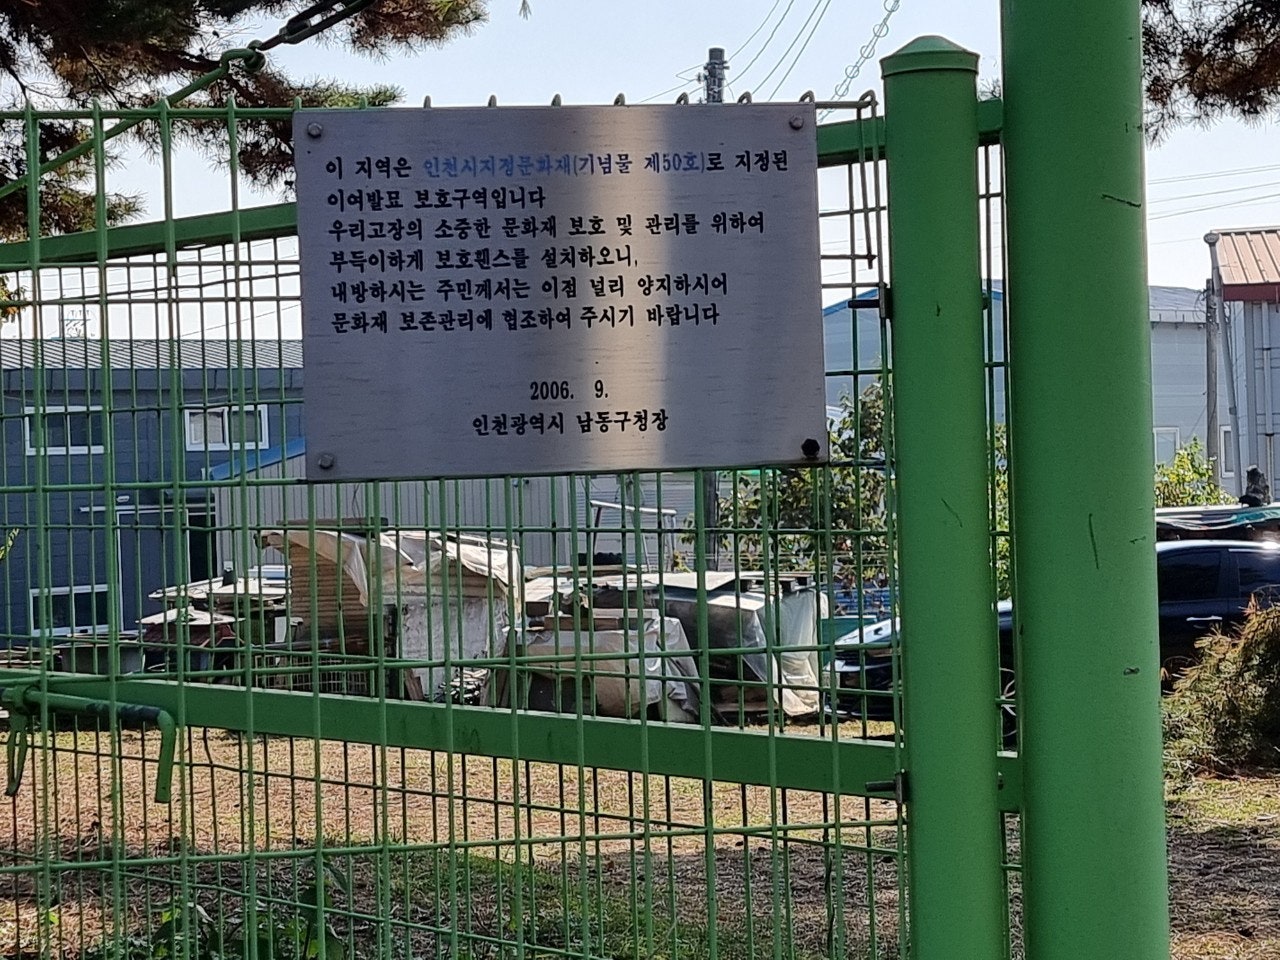 이 지역은 인천시지정문화재(기념물 제50호)로 지정된
이여발묘 보호구역입니다
우리고장의 소중한 문화재 보호 및 관리를 위하여
부득이하게 보호휀스를 설치하오니,
내방하시는 주민께서는 이점 널리 양지하시어
문화재 보존관리에 협조하여 주시기 바랍니다
2006. 9.
인천광역시 남동구청장